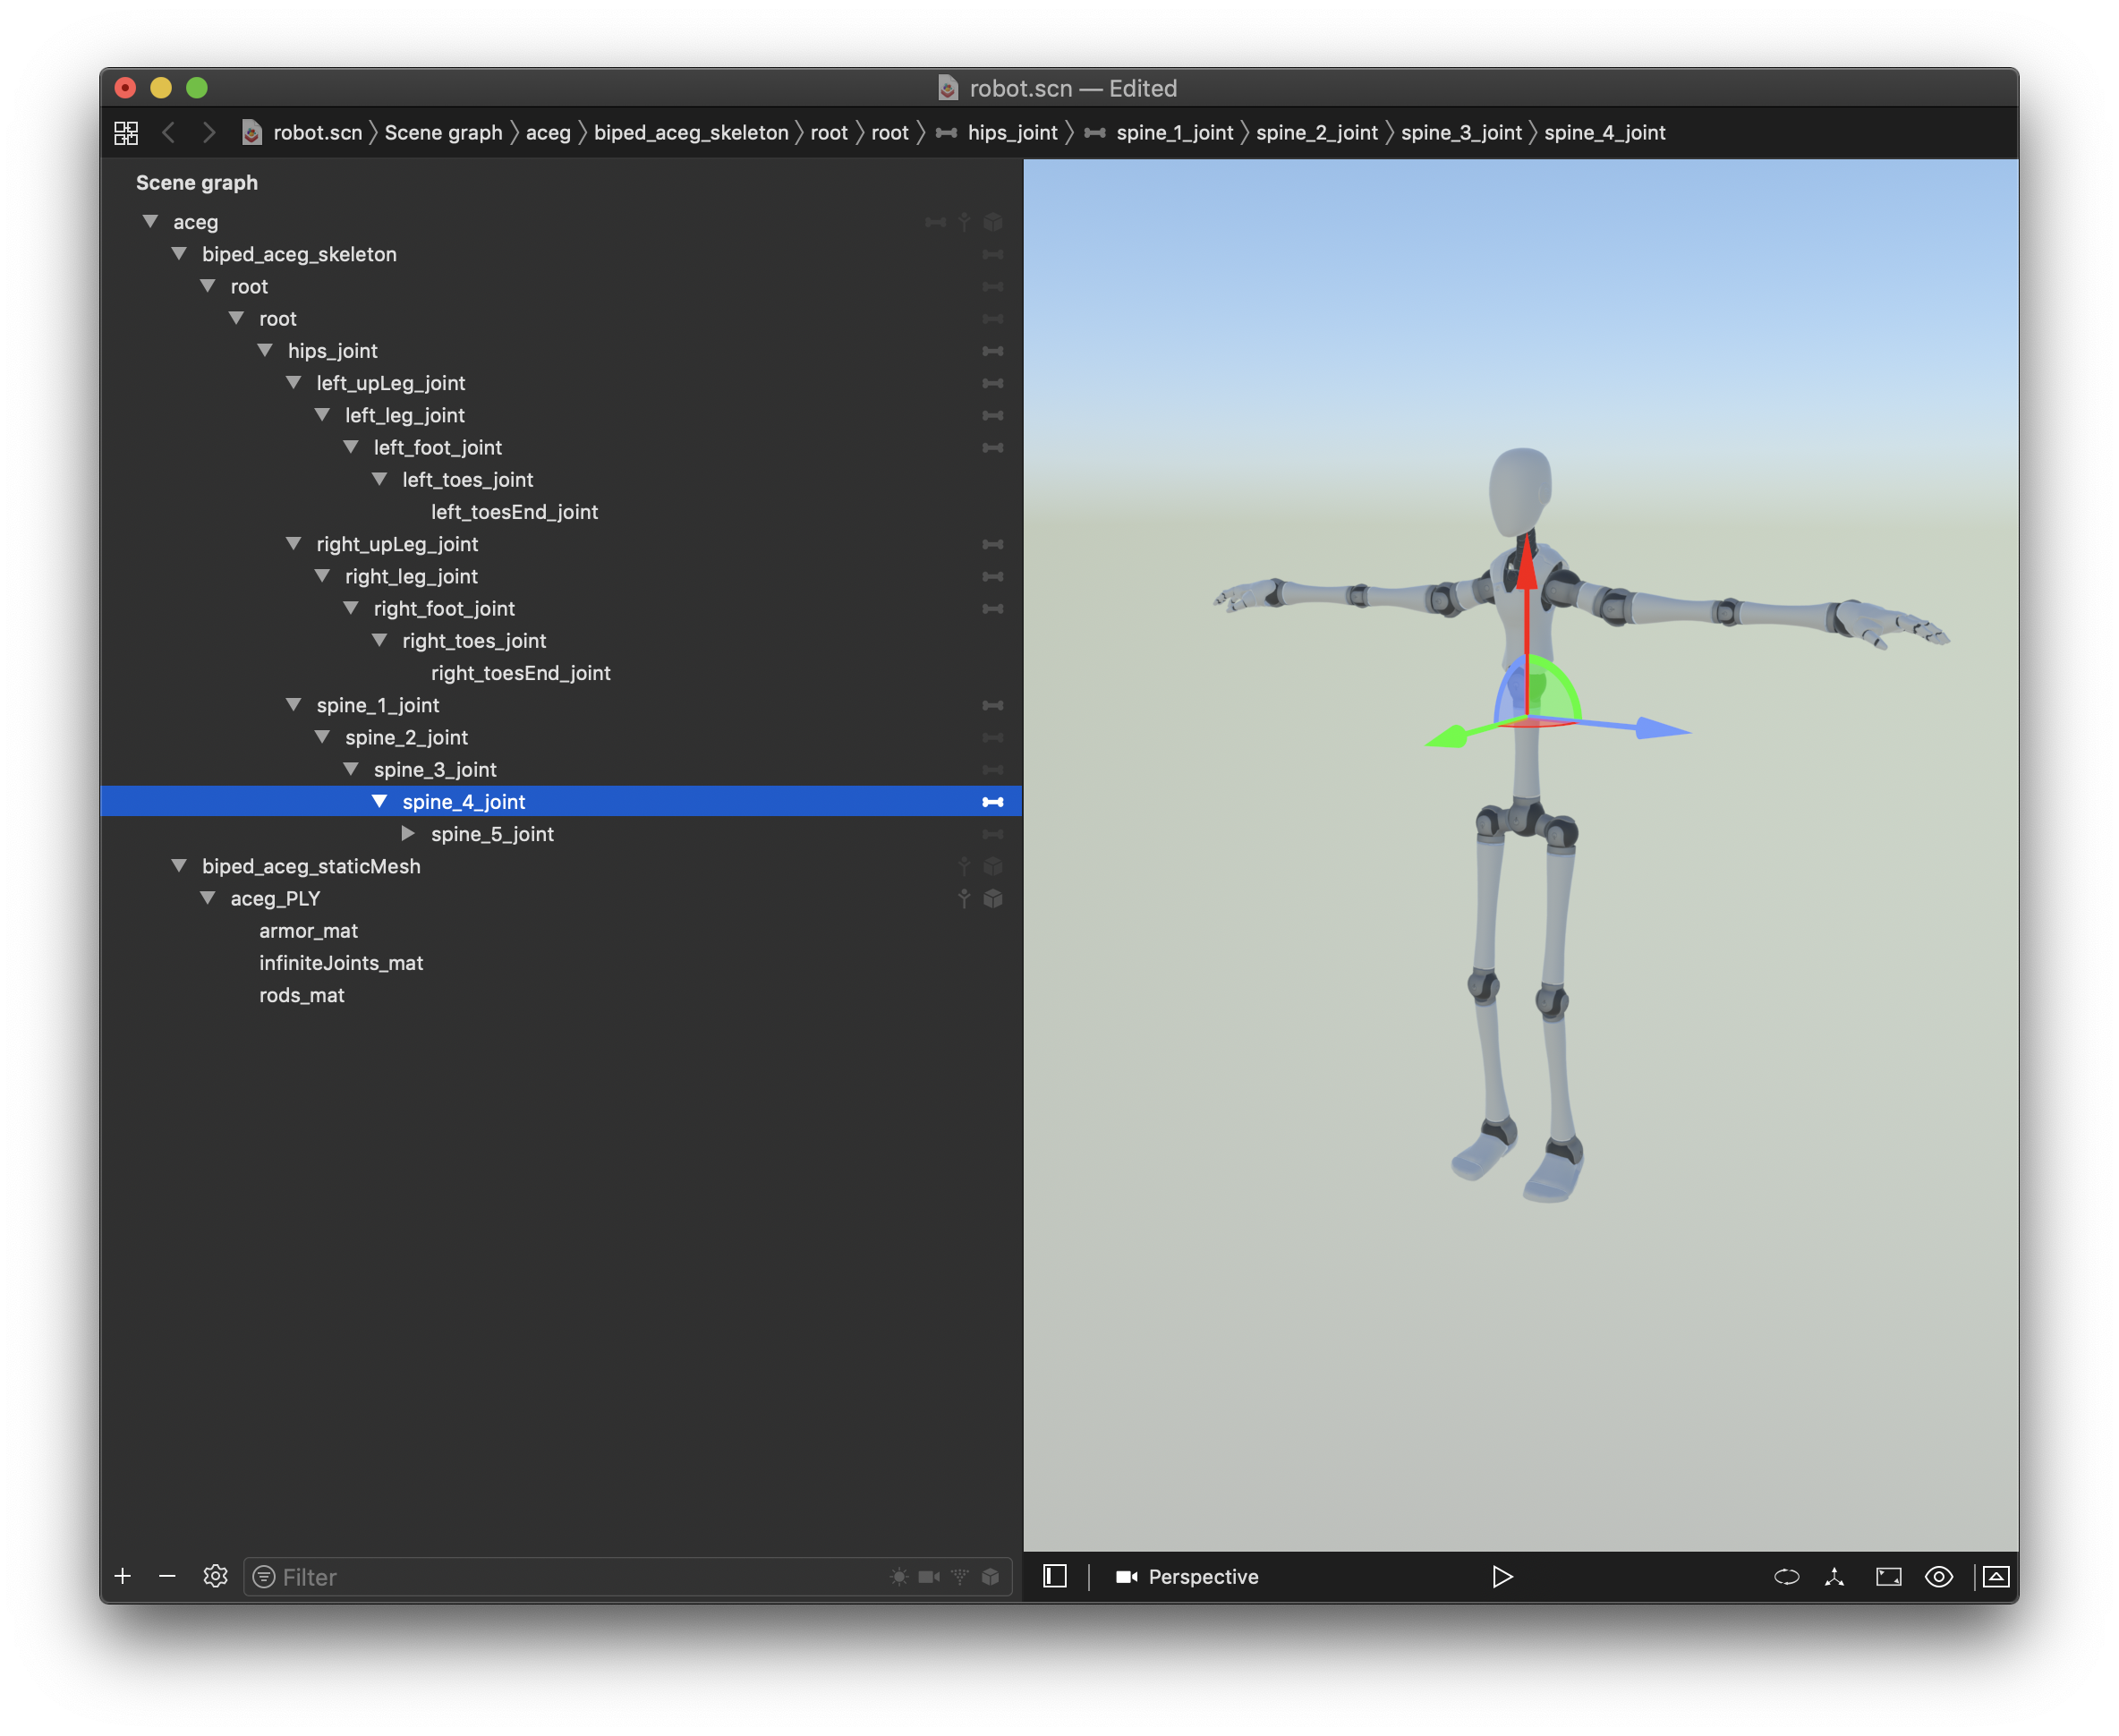 robot.scn — Edited
robot.scn 〉 Scene graph 〉 aceg 〉 biped_aceg_skeleton 〉 root 〉 root 〉 hips_joint 〉 spine_1_joint 〉 spine_2_joint 〉 spine_3_joint 〉 spine_4_joint
Scene graph
aceg
biped_aceg_skeleton
root
root
hips_joint
left_upLeg_joint
left_leg_joint
left_foot_joint
left_toes_joint
left_toesEnd_joint
right_upLeg_joint
right_leg_joint
right_foot_joint
right_toes_joint
right_toesEnd_joint
spine_1_joint
spine_2_joint
spine_3_joint
spine_4_joint
spine_5_joint
biped_aceg_staticMesh
aceg_PLY
armor_mat
infiniteJoints_mat
rods_mat
Filter
Perspective